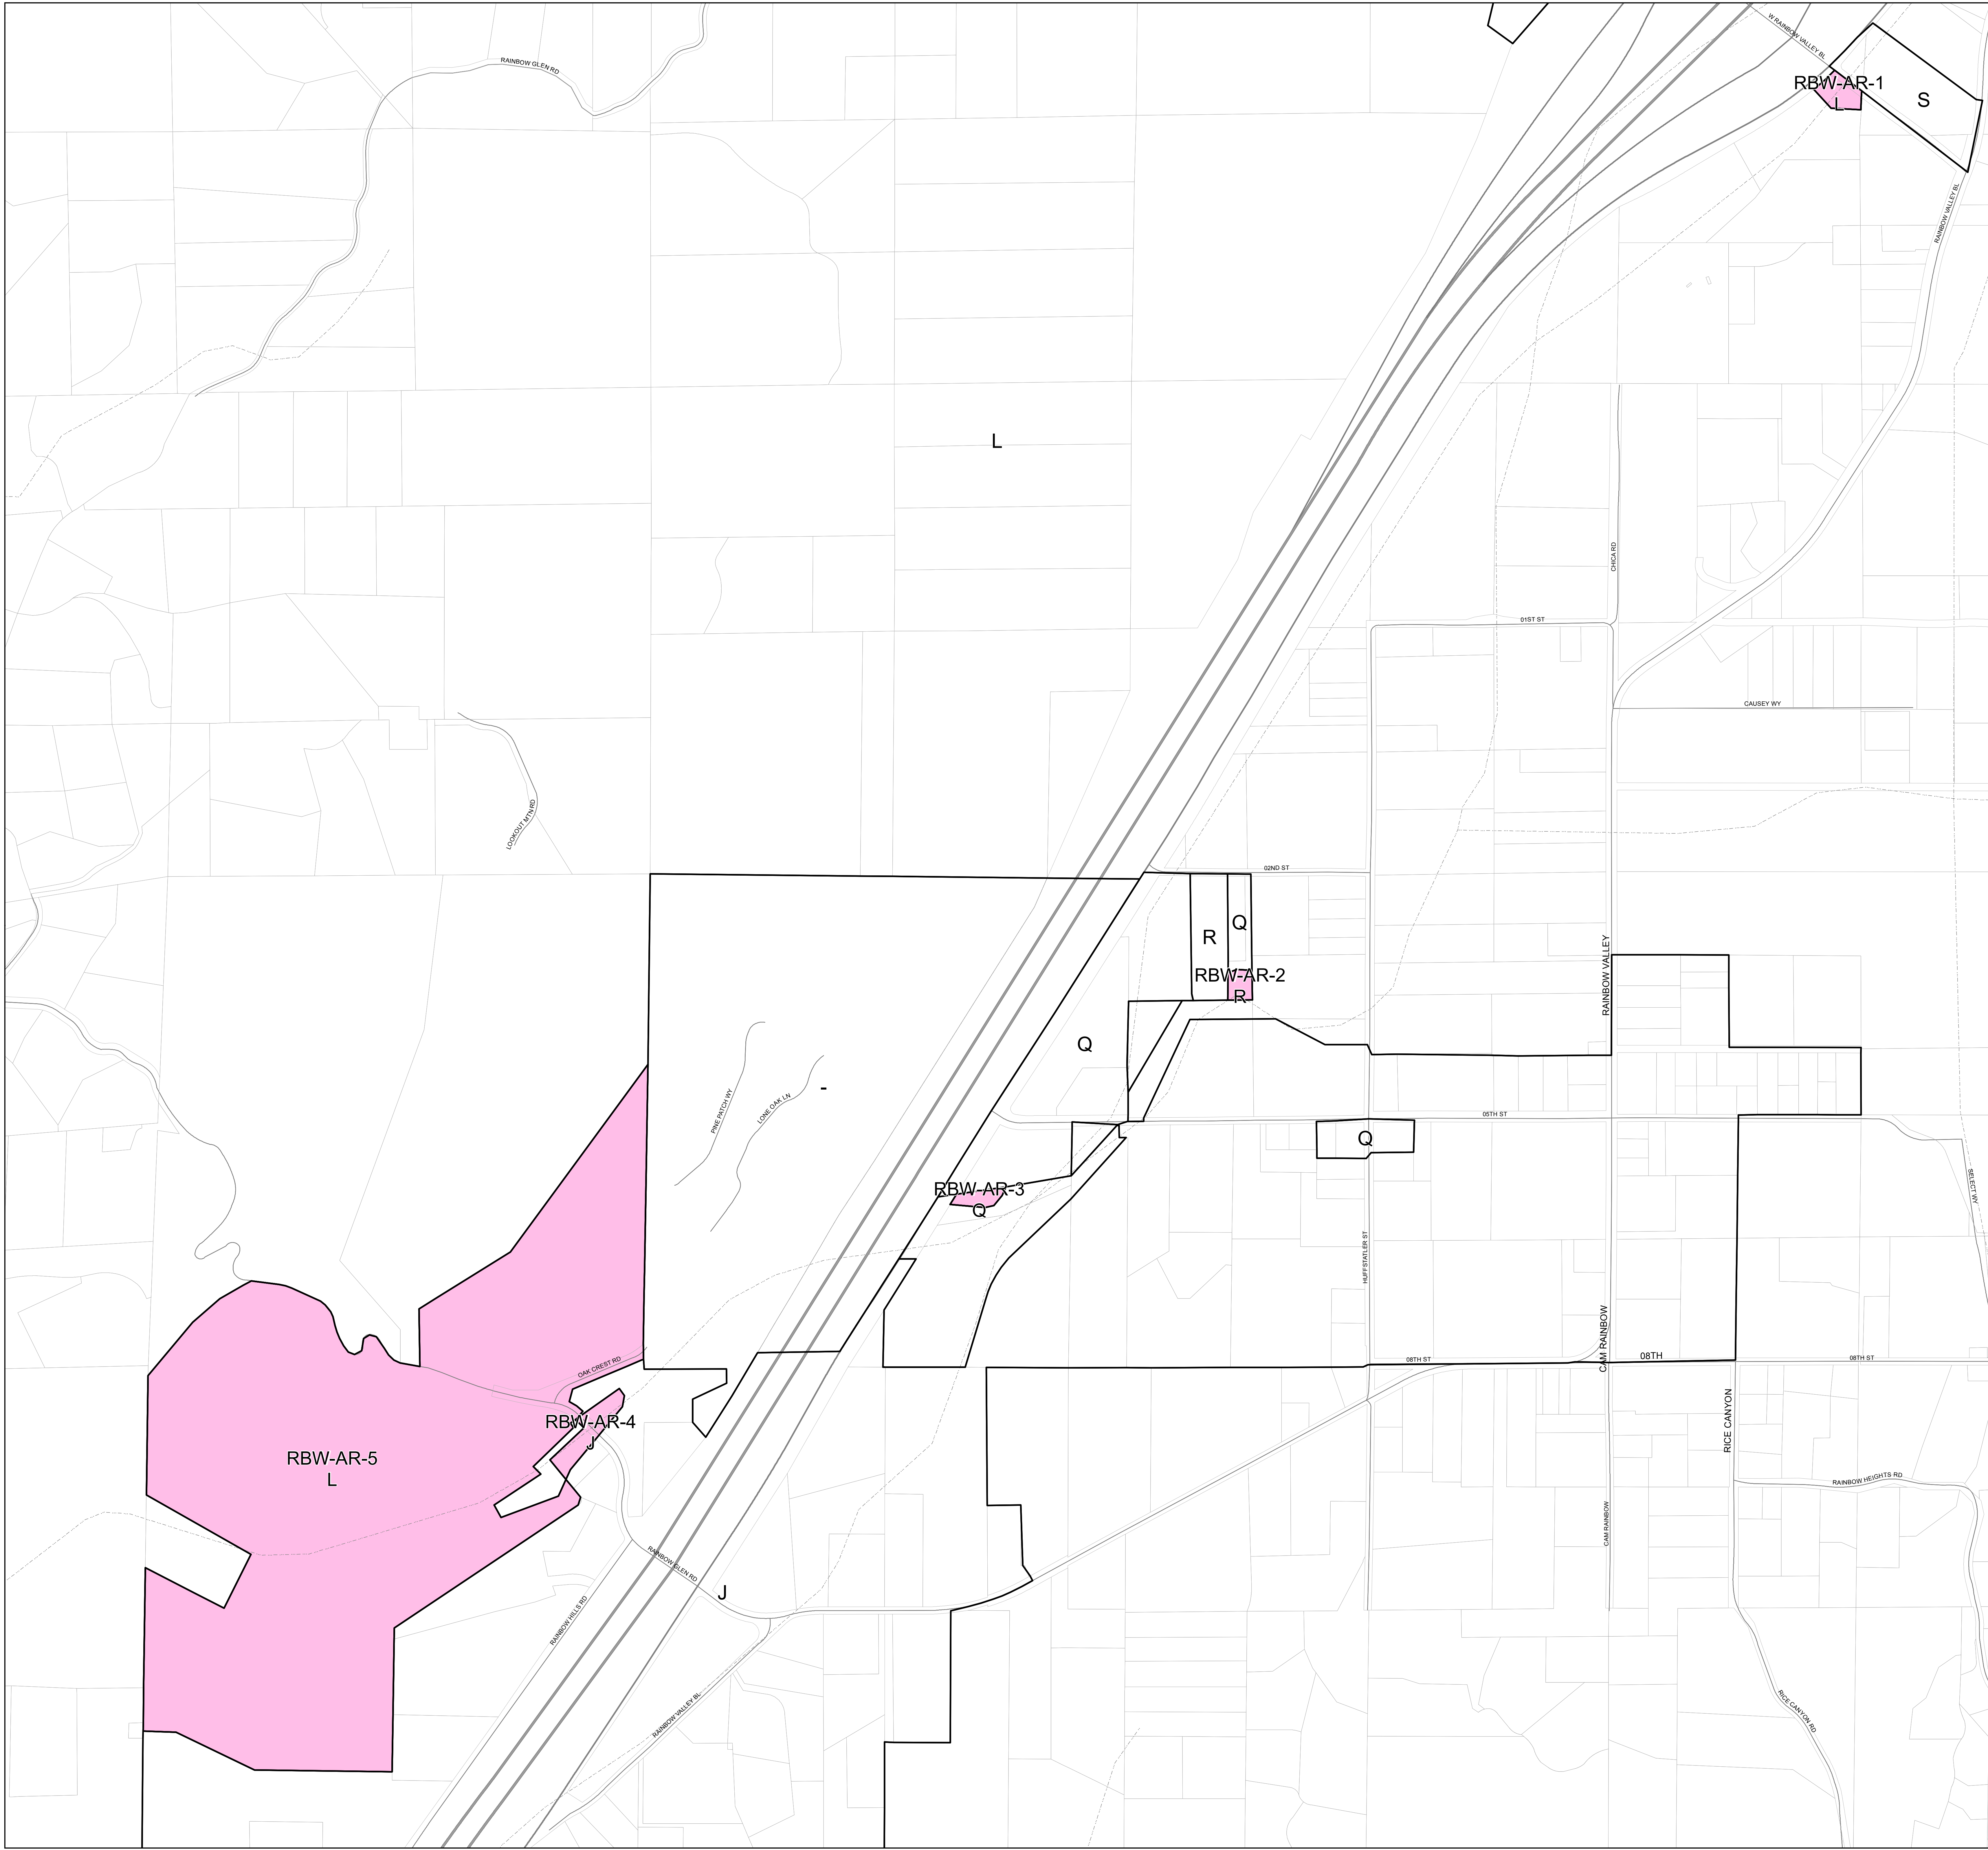 W RAINBOW VALLEY BL
RAINBOW GLEN RD
RBW-AR-1
L
S
RAINBOW VALLEY BL
L
CHICA RD
01ST ST
CAUSEY WY
LOOKOUT MTN RD
02ND ST
R
Q
RAINBOW VALLEY
RBW-AR-2
R
Q
-
PINE PATCH WY
LONE OAK LN
05TH ST
Q
RBW-AR-3
Q
SELECT WY
HUFFSTATLER ST
CAM RAINBOW
08TH ST
08TH
08TH ST
OAK CREST RD
RBW-AR-4
J
RICE CANYON
RBW-AR-5
L
RAINBOW HEIGHTS RD
CAM RAINBOW
RAINBOW GLEN RD
J
RAINBOW HILLS RD
RAINBOW VALLEY BL
RICE CANYON RD